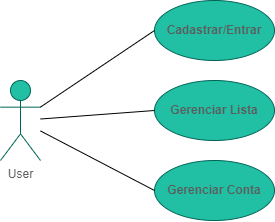 Cadastrar/Entrar
Gerenciar Lista
User
Gerenciar Conta